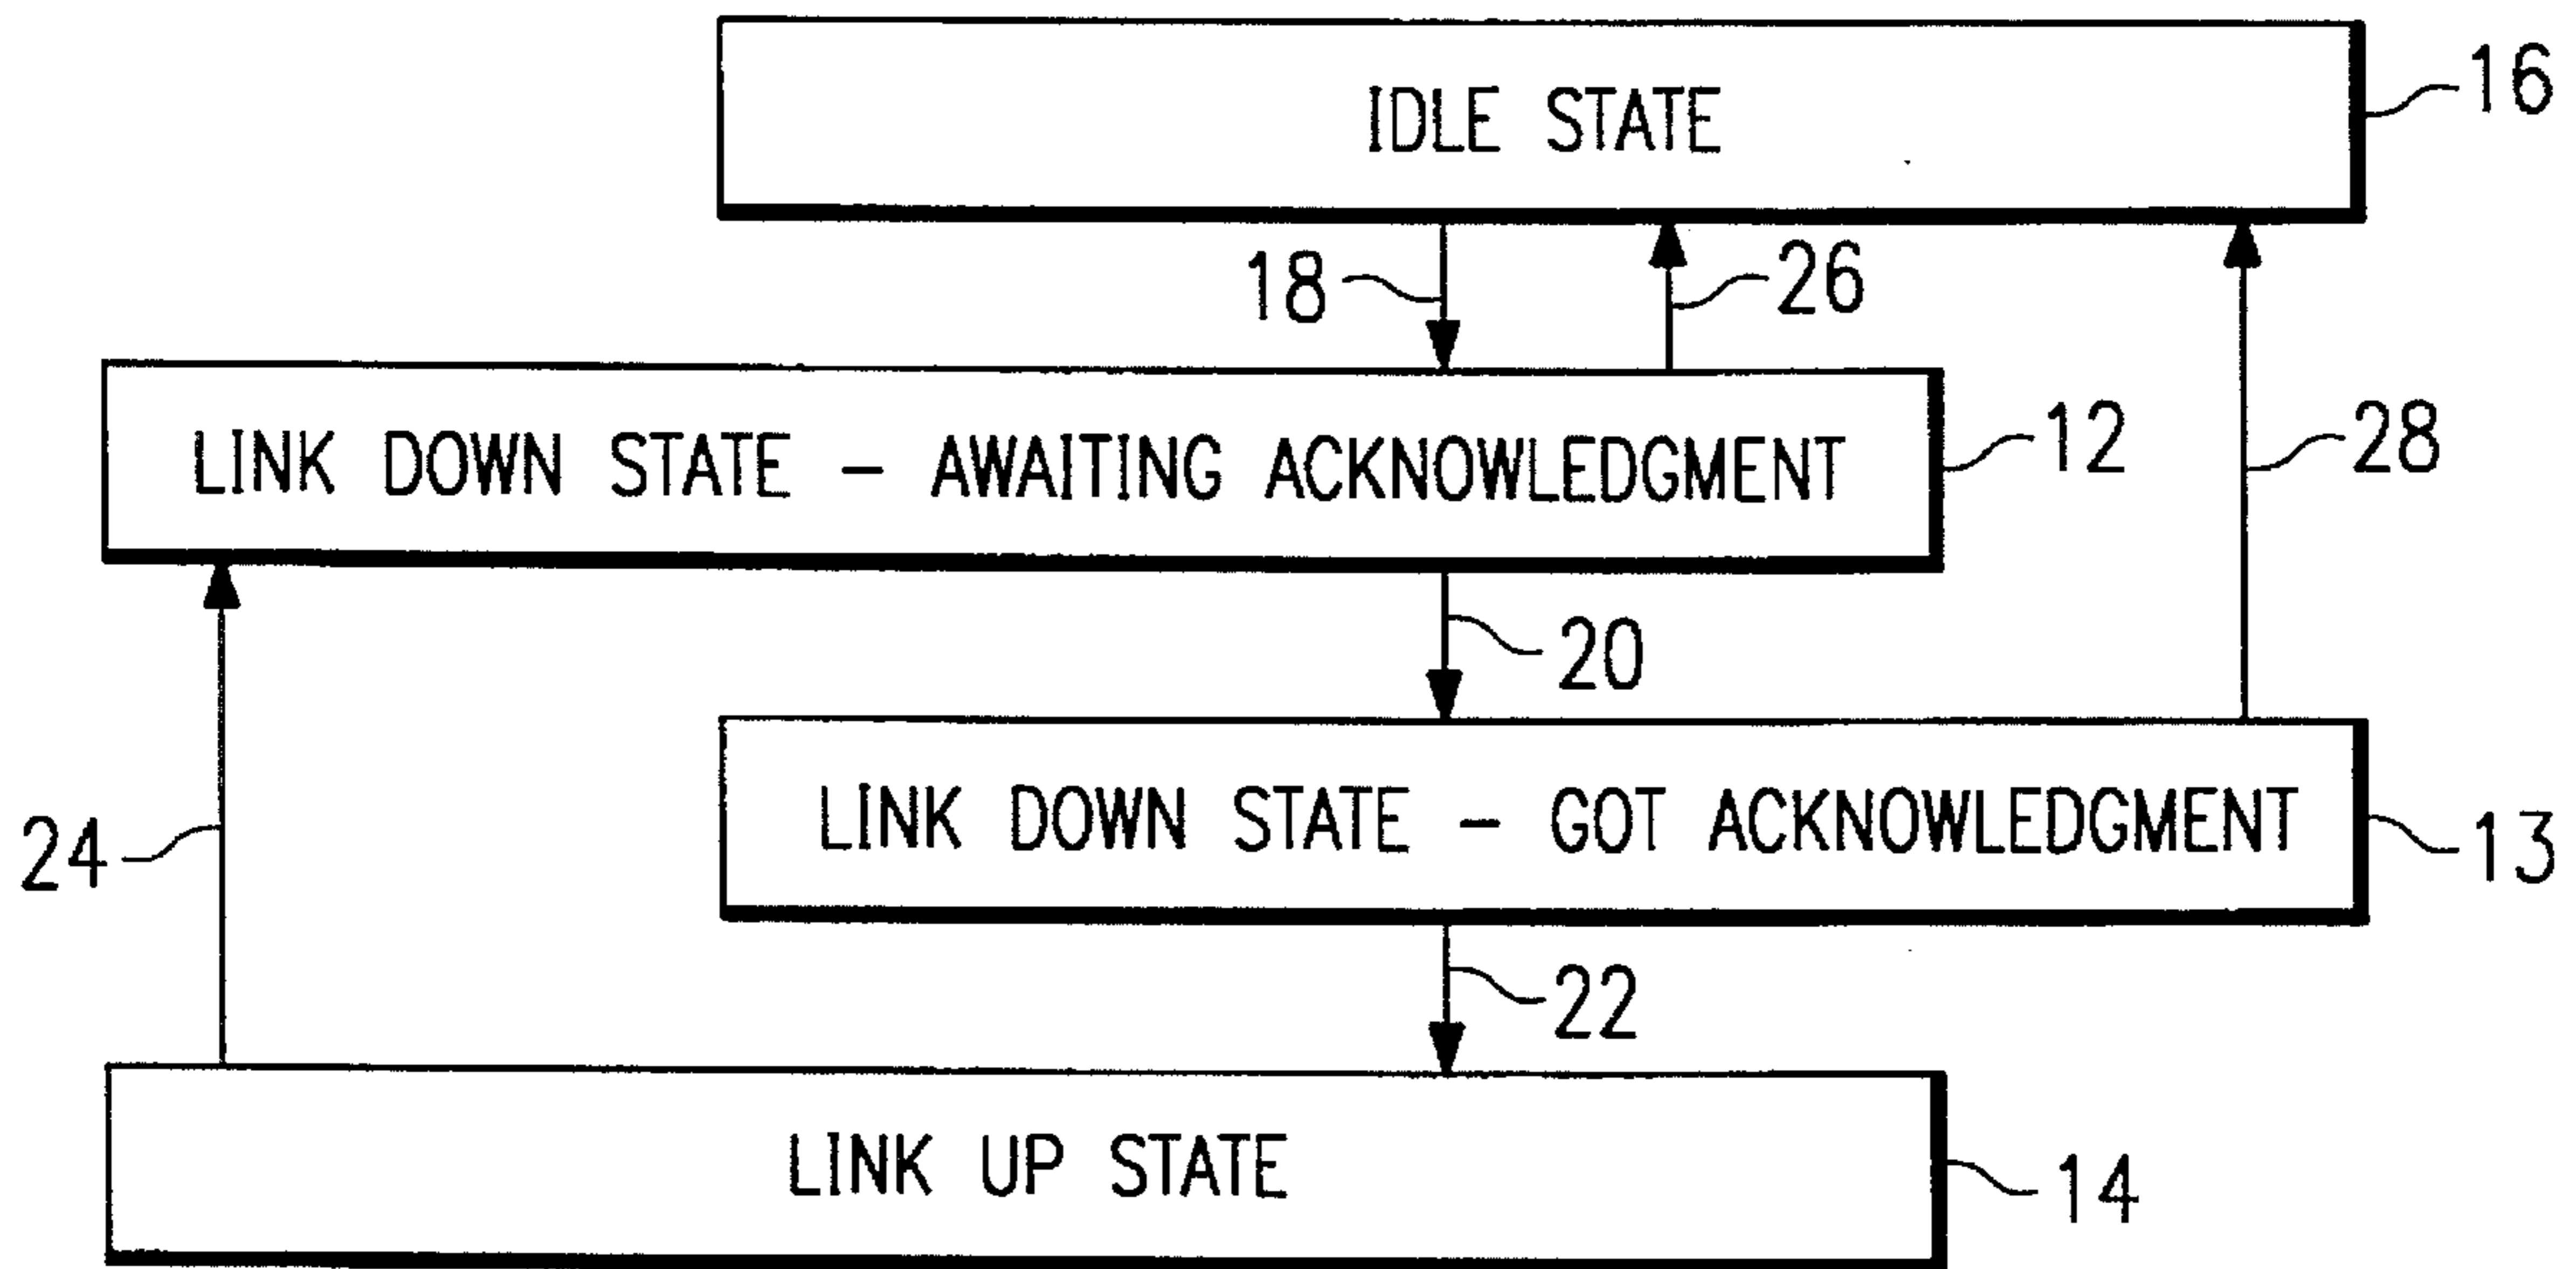 IDLE STATE
16
18
26
LINK DOWN STATE - AWAITING ACKNOWLEDGMENT
12
28
20
LINK DOWN STATE - GOT ACKNOWLEDGMENT
13
24
22
LINK UP STATE
14